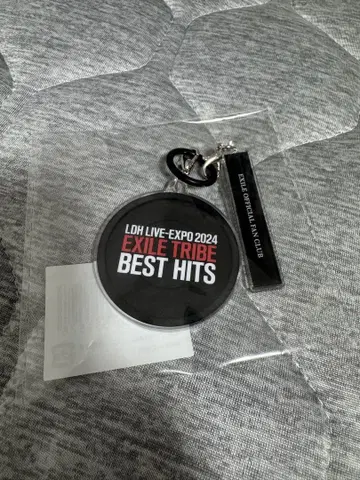 LDH LIVE-EXPO 2024
EXILE TRIBE
BEST HITS
EXILE OFFICIAL FAN CLUB